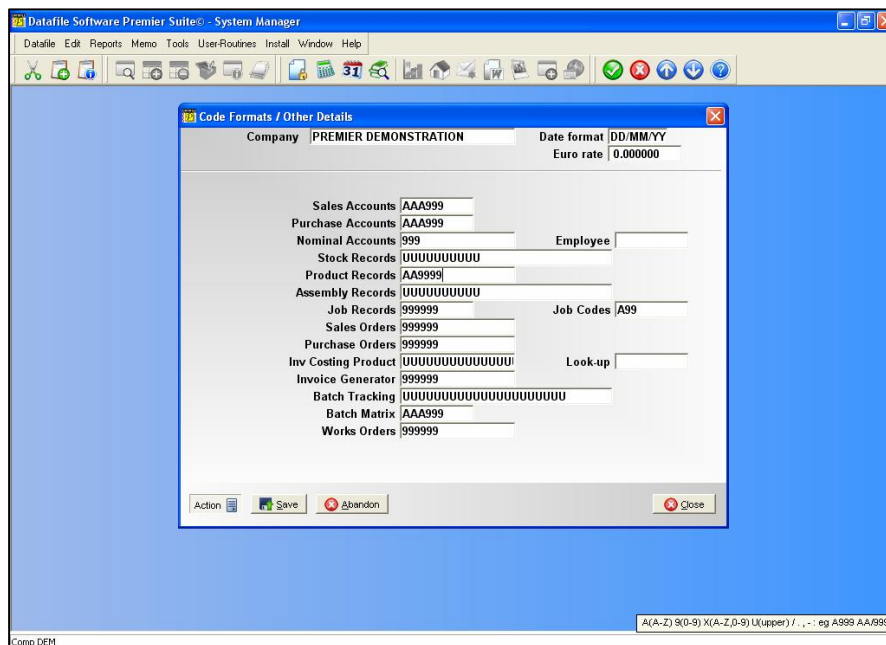 Datafile Software Premier Suite© - System Manager
Datafile Edit Reports Memo Tools User-Routines Install Window Help
31
Code Formats / Other Details
Company PREMIER DEMONSTRATION Date format DD/MM/YY
Euro rate 0.000000
Sales Accounts AAA999
Purchase Accounts AAA999
Nominal Accounts 999 Employee
Stock Records UUUUUUUUUU
Product Records AA9999
Assembly Records UUUUUUUUUU
Job Records 999999 Job Codes A99
Sales Orders 999999
Purchase Orders 999999
Inv Costing Product UUUUUUUUUUUUUU Look-up
Invoice Generator 999999
Batch Tracking UUUUUUUUUUUUUUUUUUUUU
Batch Matrix AAA999
Works Orders 999999
Action Save Abandon Close
A(A-Z) 9(0-9) X(A-Z,0-9) U(upper) / . , - : eg A999 AA/999
Comp DEM